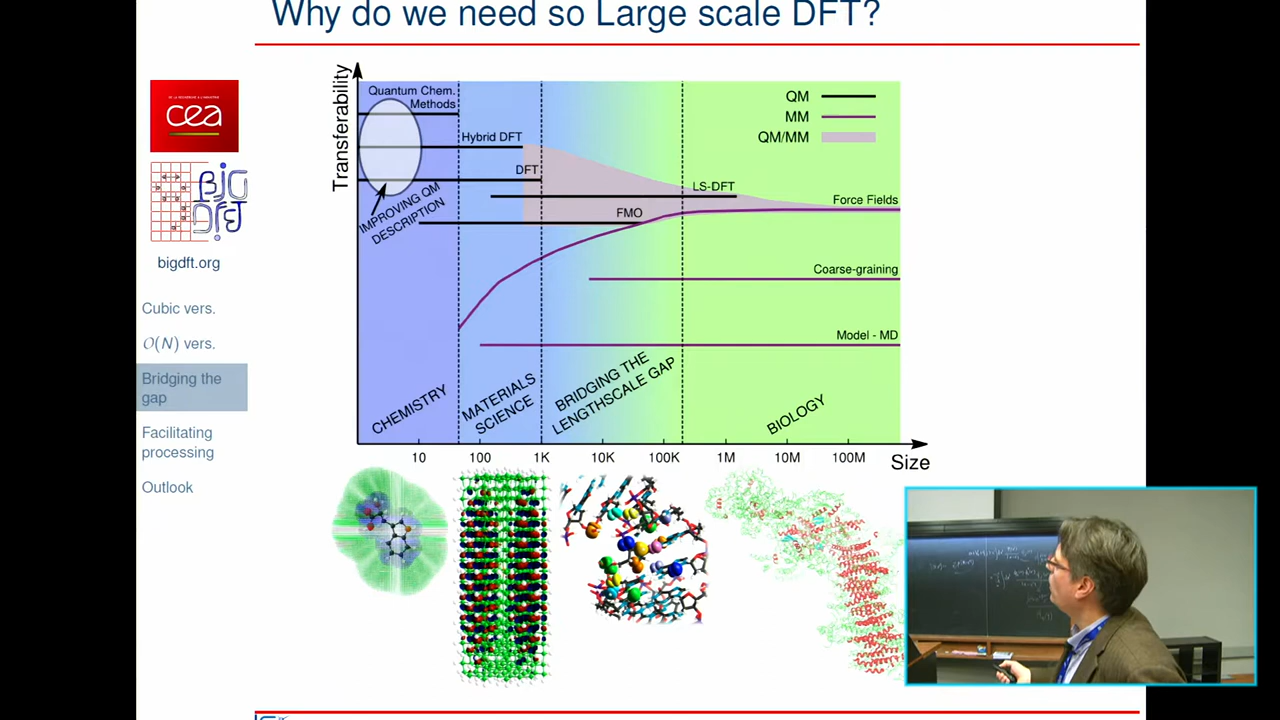 Why do we need so Large scale DFT?
cea
BigDFT
bigdft.org
Cubic vers.
O(N) vers.
Bridging the
gap
Facilitating
processing
Outlook
Transferability
Quantum Chem.
Methods
Hybrid DFT
DFT
IMPROVING QM
DESCRIPTION
FMO
LS-DFT
QM
MM
QM/MM
Force Fields
Coarse-graining
Model - MD
CHEMISTRY
MATERIALS
SCIENCE
BRIDGING THE
LENGTHSCALE GAP
BIOLOGY
10
100
1K
10K
100K
1M
10M
100M
Size